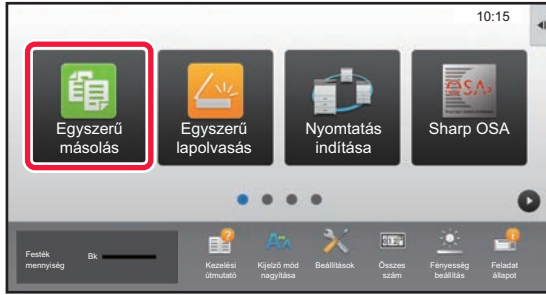 10:15
Egyszerű
másolás
Egyszerű
lapolvasás
Nyomtatás
indítása
Sharp OSA
Festék
mennyiség
Bk
Kezelési
útmutató
Kijelző mód
nagyítása
Beállítások
Összes
szám
Fényesség
beállítás
Feladat
állapot